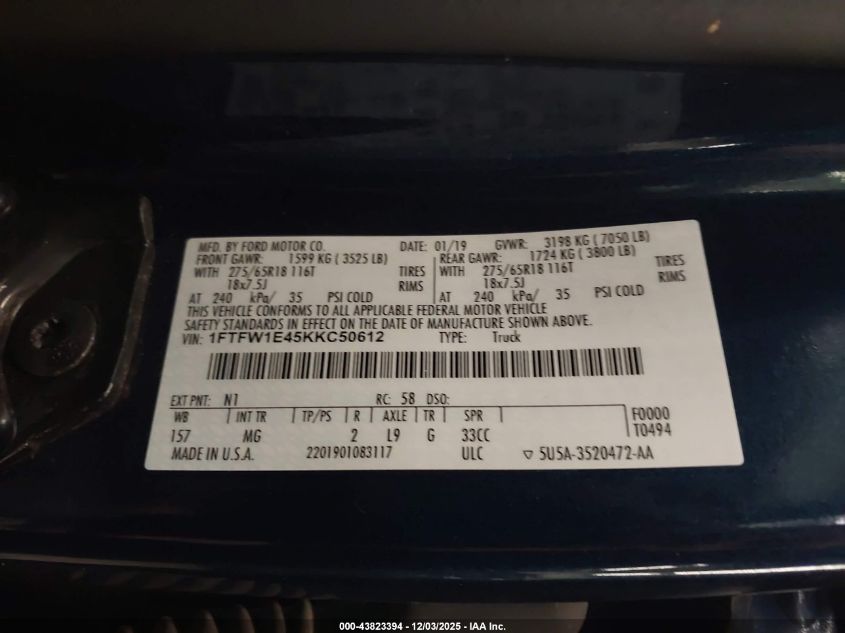 MFD. BY FORD MOTOR CO. DATE: 01/19 GVWR: 3198 KG ( 7050 LB)
FRONT GAWR: 1599 KG ( 3525 LB) REAR GAWR: 1724 KG ( 3800 LB)
WITH 275/65R18 116T TIRES WITH 275/65R18 116T TIRES
18x7.5J RIMS 18x7.5J RIMS
AT 240 kPa/ 35 PSI COLD AT 240 kPa/ 35 PSI COLD
THIS VEHICLE CONFORMS TO ALL APPLICABLE FEDERAL MOTOR VEHICLE
SAFETY STANDARDS IN EFFECT ON THE DATE OF MANUFACTURE SHOWN ABOVE.
VIN: 1FTFW1E45KKC50612 TYPE: Truck
EXT PNT: N1 RC: 58 DSO:
WB INT TR TP/PS R AXLE TR SPR F0000
157 MG 2 L9 G 33CC T0494
MADE IN U.S.A. 2201901083117 ULC ▽ 5U5A-3520472-AA
000-43823394 - 12/03/2025 - IAA Inc.